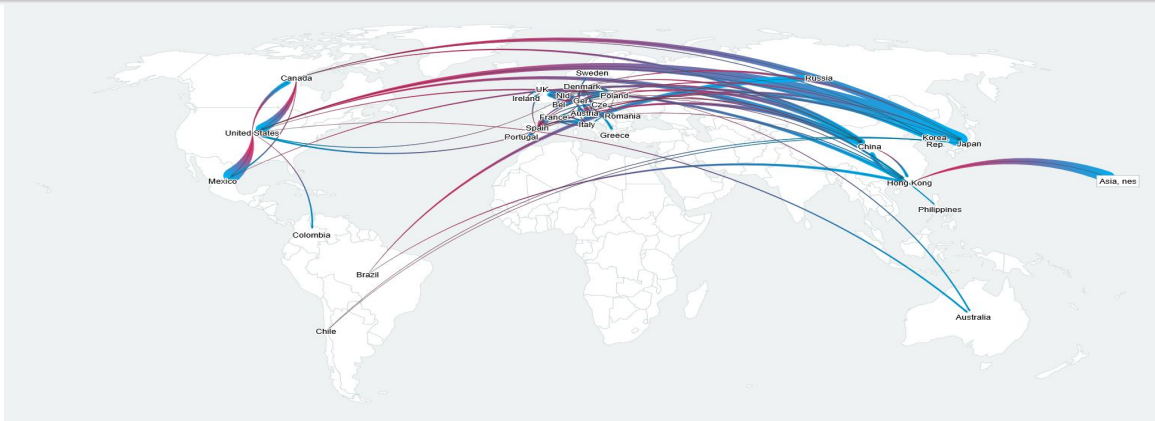 Canada
United States
Mexico
Colombia
Brazil
Chile
Sweden
Denmark
UK
Ireland
Nld
Poland
Bel
Ger
Cze
France
Austria
Romania
Spain
Italy
Portugal
Greece
Russia
China
Korea
Rep.
Japan
Hong Kong
Asia, nes
Philippines
Australia